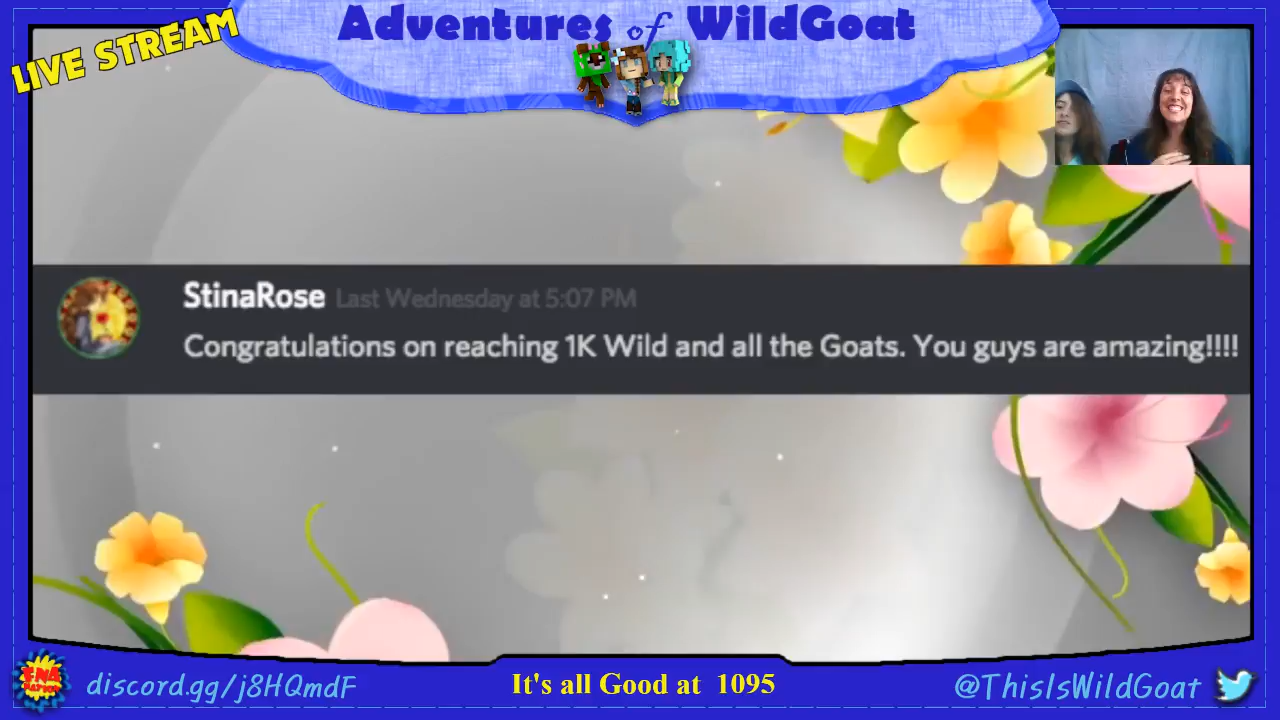 LIVE STREAM
Adventures of WildGoat
StinaRose Last Wednesday at 5:07 PM
Congratulations on reaching 1K Wild and all the Goats. You guys are amazing!!!!
discord.gg/j8HQmdF
It's all Good at 1095
@ThisIsWildGoat